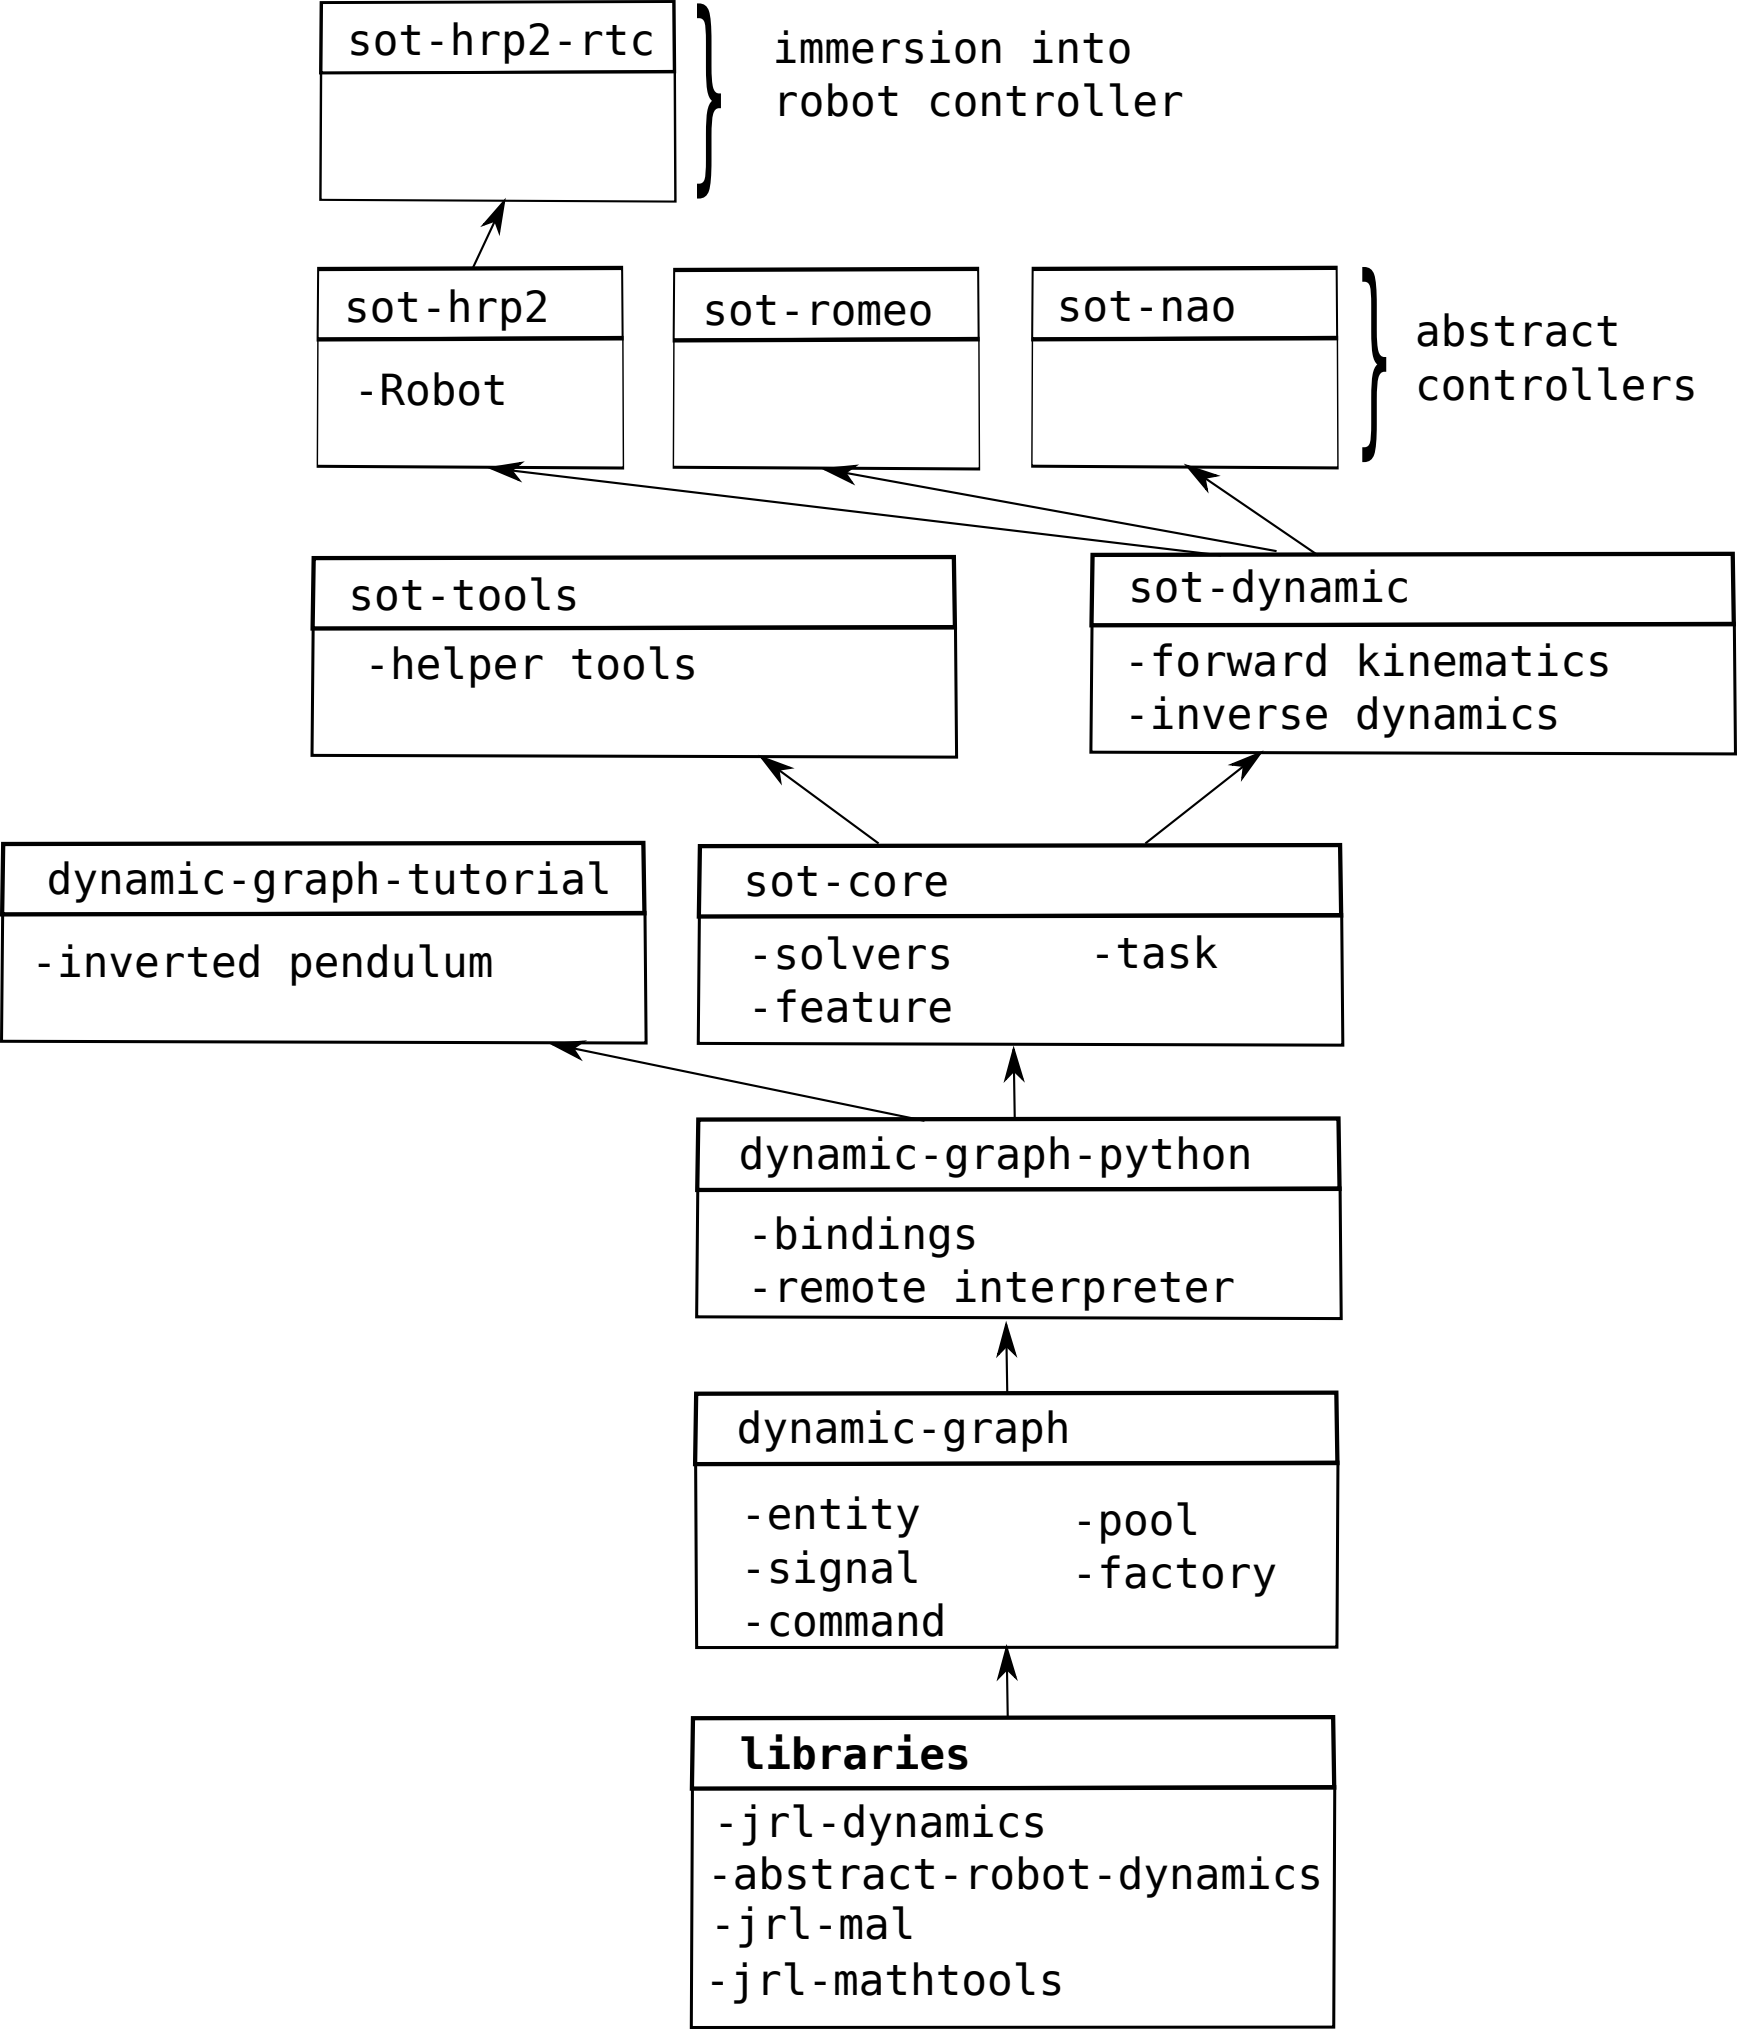 sot-hrp2-rtc
immersion into
robot controller
sot-hrp2
-Robot
sot-romeo
sot-nao
abstract
controllers
sot-tools
-helper tools
sot-dynamic
-forward kinematics
-inverse dynamics
dynamic-graph-tutorial
-inverted pendulum
sot-core
-solvers
-feature
-task
dynamic-graph-python
-bindings
-remote interpreter
dynamic-graph
-entity
-signal
-command
-pool
-factory
libraries
-jrl-dynamics
-abstract-robot-dynamics
-jrl-mal
-jrl-mathtools